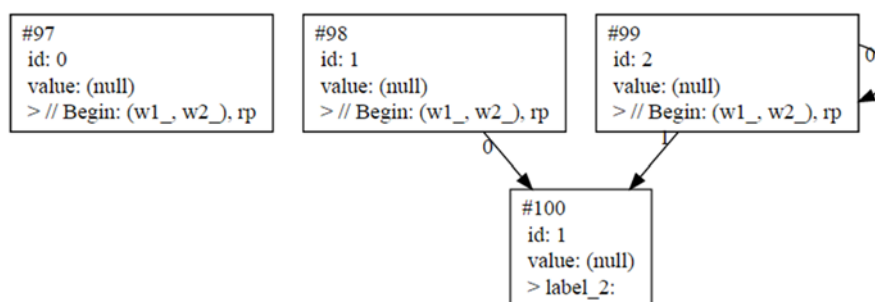 #97
id: 0
value: (null)
> // Begin: (w1_, w2_), rp
#98
id: 1
value: (null)
> // Begin: (w1_, w2_), rp
#99
id: 2
value: (null)
> // Begin: (w1_, w2_), rp
0
0
1
#100
id: 1
value: (null)
> label_2: